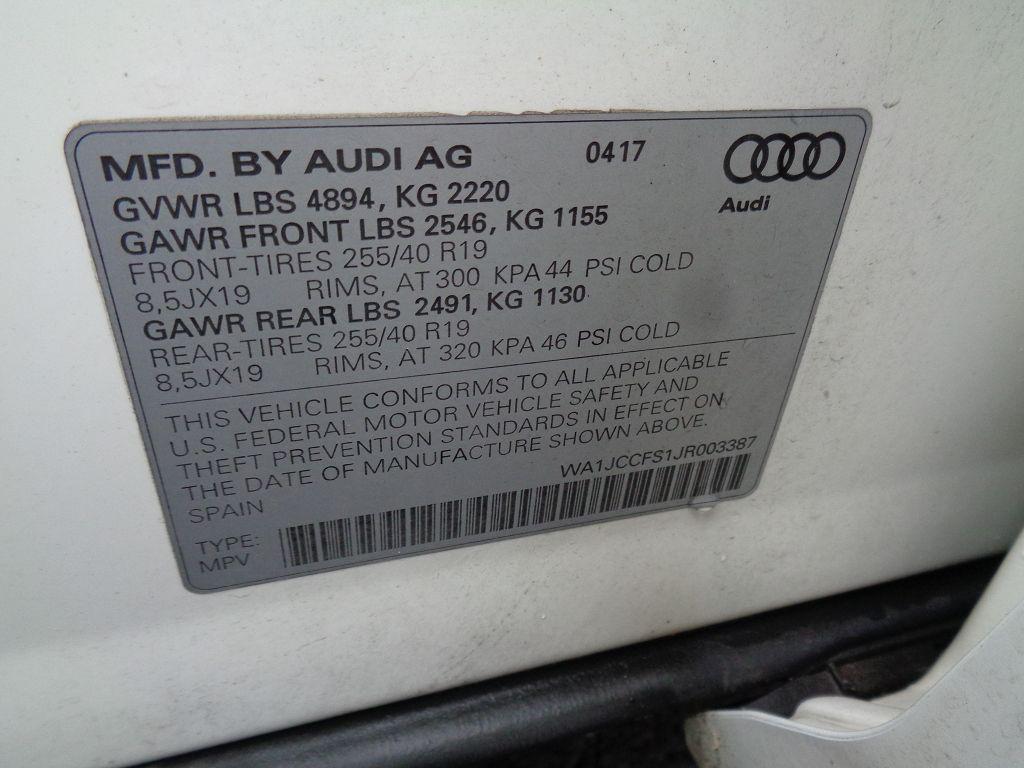 MFD. BY AUDI AG 0417
Audi
GVWR LBS 4894, KG 2220
GAWR FRONT LBS 2546, KG 1155
FRONT-TIRES 255/40 R19
8,5JX19 RIMS, AT 300 KPA 44 PSI COLD
GAWR REAR LBS 2491, KG 1130
REAR-TIRES 255/40 R19
8,5JX19 RIMS, AT 320 KPA 46 PSI COLD
THIS VEHICLE CONFORMS TO ALL APPLICABLE
U.S. FEDERAL MOTOR VEHICLE SAFETY AND
THEFT PREVENTION STANDARDS IN EFFECT ON
THE DATE OF MANUFACTURE SHOWN ABOVE.
SPAIN WA1JCCFS1JR003387
TYPE:
MPV